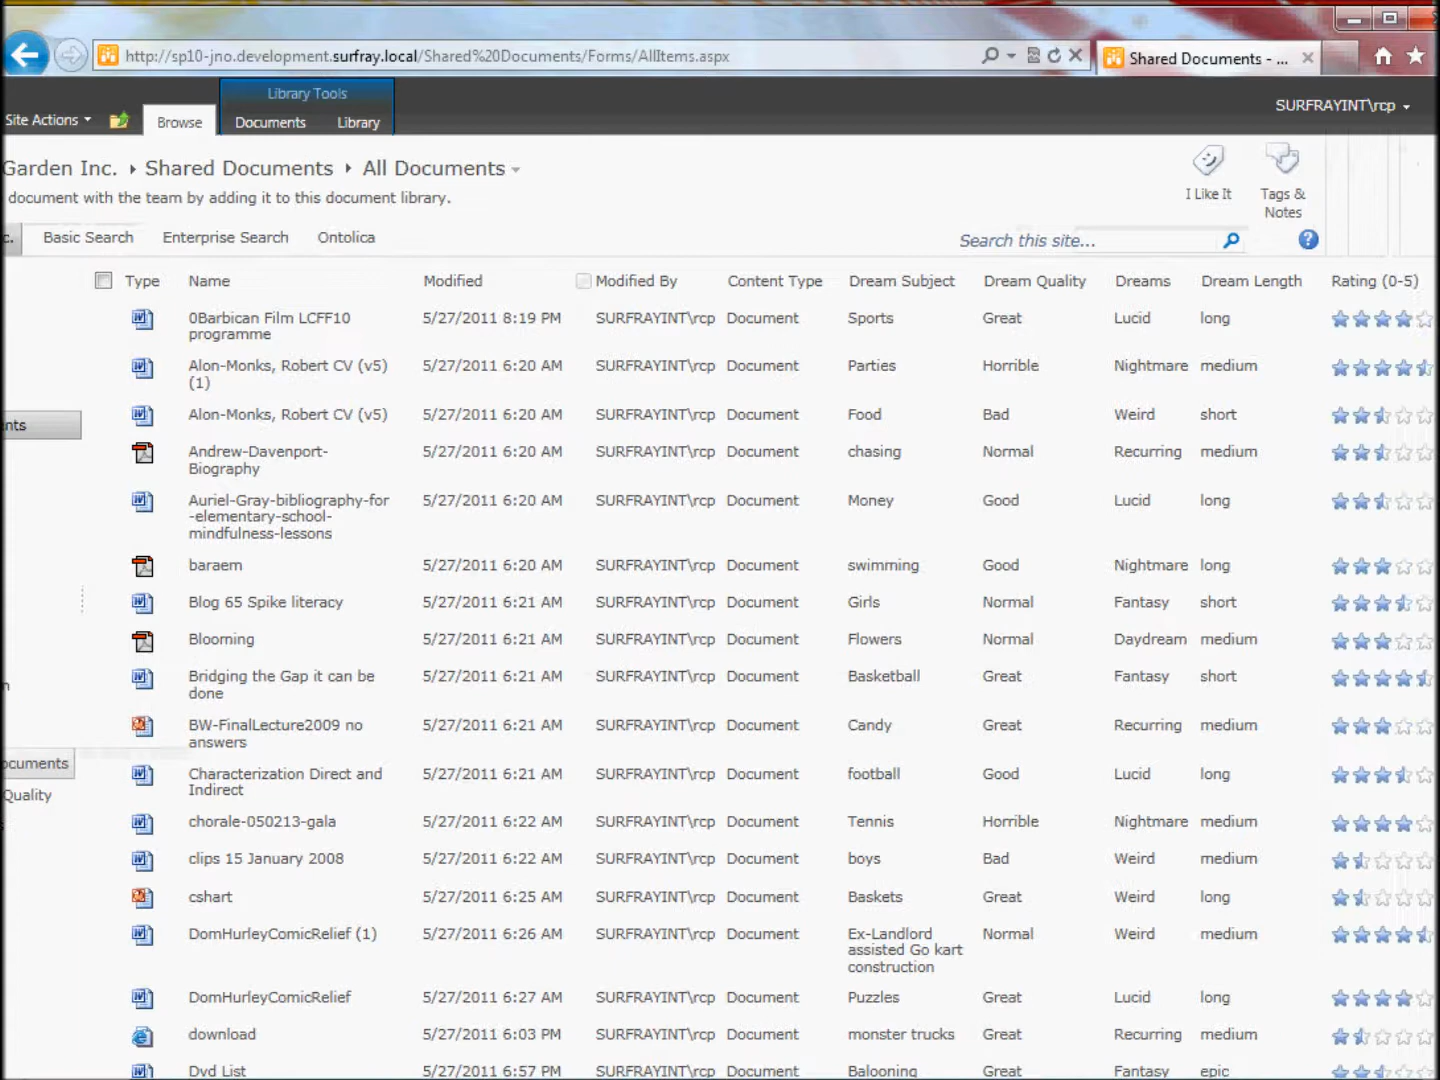 http://sp10-jno.development.surfray.local/Shared%20Documents/Forms/AllItems.aspx
Shared Documents - ...
Library Tools
Site Actions
Browse
Documents
Library
SURFRAYINT\rcp
Garden Inc. Shared Documents All Documents
document with the team by adding it to this document library.
I Like It
Tags &
Notes
c.
Basic Search
Enterprise Search
Ontolica
Search this site...
Type Name Modified Modified By Content Type Dream Subject Dream Quality Dreams Dream Length Rating (0-5)
0Barbican Film LCFF10 5/27/2011 8:19 PM SURFRAYINT\rcp Document Sports Great Lucid long
programme
Alon-Monks, Robert CV (v5) 5/27/2011 6:20 AM SURFRAYINT\rcp Document Parties Horrible Nightmare medium
(1)
Alon-Monks, Robert CV (v5) 5/27/2011 6:20 AM SURFRAYINT\rcp Document Food Bad Weird short
nts
Andrew-Davenport- 5/27/2011 6:20 AM SURFRAYINT\rcp Document chasing Normal Recurring medium
Biography
Auriel-Gray-bibliography-for 5/27/2011 6:20 AM SURFRAYINT\rcp Document Money Good Lucid long
-elementary-school-
mindfulness-lessons
baraem 5/27/2011 6:20 AM SURFRAYINT\rcp Document swimming Good Nightmare long
Blog 65 Spike literacy 5/27/2011 6:21 AM SURFRAYINT\rcp Document Girls Normal Fantasy short
Blooming 5/27/2011 6:21 AM SURFRAYINT\rcp Document Flowers Normal Daydream medium
Bridging the Gap it can be 5/27/2011 6:21 AM SURFRAYINT\rcp Document Basketball Great Fantasy short
done
BW-FinalLecture2009 no 5/27/2011 6:21 AM SURFRAYINT\rcp Document Candy Great Recurring medium
answers
ocuments
Characterization Direct and 5/27/2011 6:21 AM SURFRAYINT\rcp Document football Good Lucid long
Indirect
Quality
chorale-050213-gala 5/27/2011 6:22 AM SURFRAYINT\rcp Document Tennis Horrible Nightmare medium
clips 15 January 2008 5/27/2011 6:22 AM SURFRAYINT\rcp Document boys Bad Weird medium
cshart 5/27/2011 6:25 AM SURFRAYINT\rcp Document Baskets Great Weird long
DomHurleyComicRelief (1) 5/27/2011 6:26 AM SURFRAYINT\rcp Document Ex-Landlord Normal Weird medium
assisted Go kart
construction
DomHurleyComicRelief 5/27/2011 6:27 AM SURFRAYINT\rcp Document Puzzles Great Lucid long
download 5/27/2011 6:03 PM SURFRAYINT\rcp Document monster trucks Great Recurring medium
Dvd List 5/27/2011 6:57 PM SURFRAYINT\rcp Document Balooning Great Fantasy epic